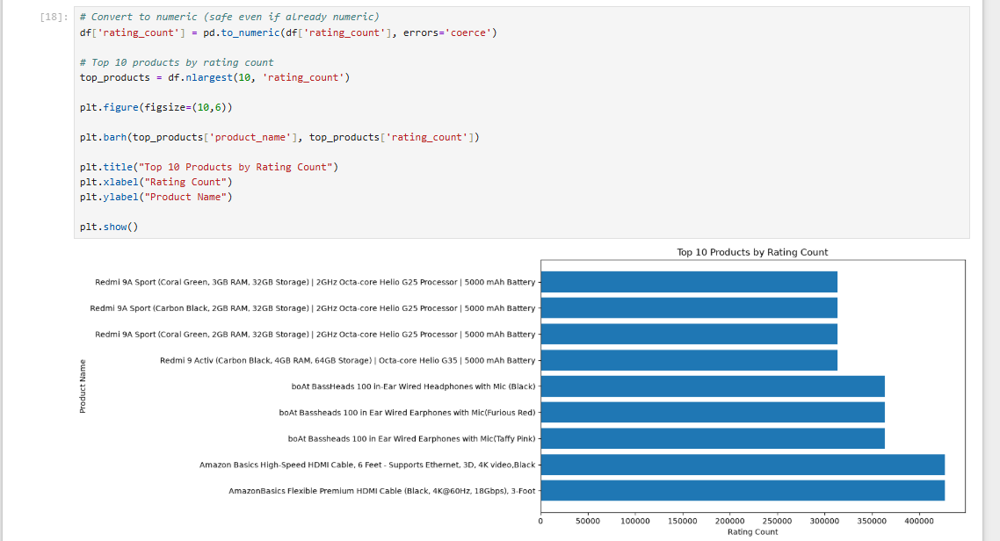 [18]:
# Convert to numeric (safe even if already numeric)
df['rating_count'] = pd.to_numeric(df['rating_count'], errors='coerce')
# Top 10 products by rating count
top_products = df.nlargest(10, 'rating_count')
plt.figure(figsize=(10,6))
plt.barh(top_products['product_name'], top_products['rating_count'])
plt.title("Top 10 Products by Rating Count")
plt.xlabel("Rating Count")
plt.ylabel("Product Name")
plt.show()
Top 10 Products by Rating Count
Redmi 9A Sport (Coral Green, 3GB RAM, 32GB Storage) | 2GHz Octa-core Helio G25 Processor | 5000 mAh Battery
Redmi 9A Sport (Carbon Black, 2GB RAM, 32GB Storage) | 2GHz Octa-core Helio G25 Processor | 5000 mAh Battery
Redmi 9A Sport (Coral Green, 2GB RAM, 32GB Storage) | 2GHz Octa-core Helio G25 Processor | 5000 mAh Battery
Redmi 9 Activ (Carbon Black, 4GB RAM, 64GB Storage) | Octa-core Helio G35 | 5000 mAh Battery
boAt BassHeads 100 in-Ear Wired Headphones with Mic (Black)
boAt Bassheads 100 in Ear Wired Earphones with Mic(Furious Red)
boAt Bassheads 100 in Ear Wired Earphones with Mic(Taffy Pink)
Amazon Basics High-Speed HDMI Cable, 6 Feet - Supports Ethernet, 3D, 4K video,Black
AmazonBasics Flexible Premium HDMI Cable (Black, 4K@60Hz, 18Gbps), 3-Foot
Product Name
0 50000 100000 150000 200000 250000 300000 350000 400000
Rating Count